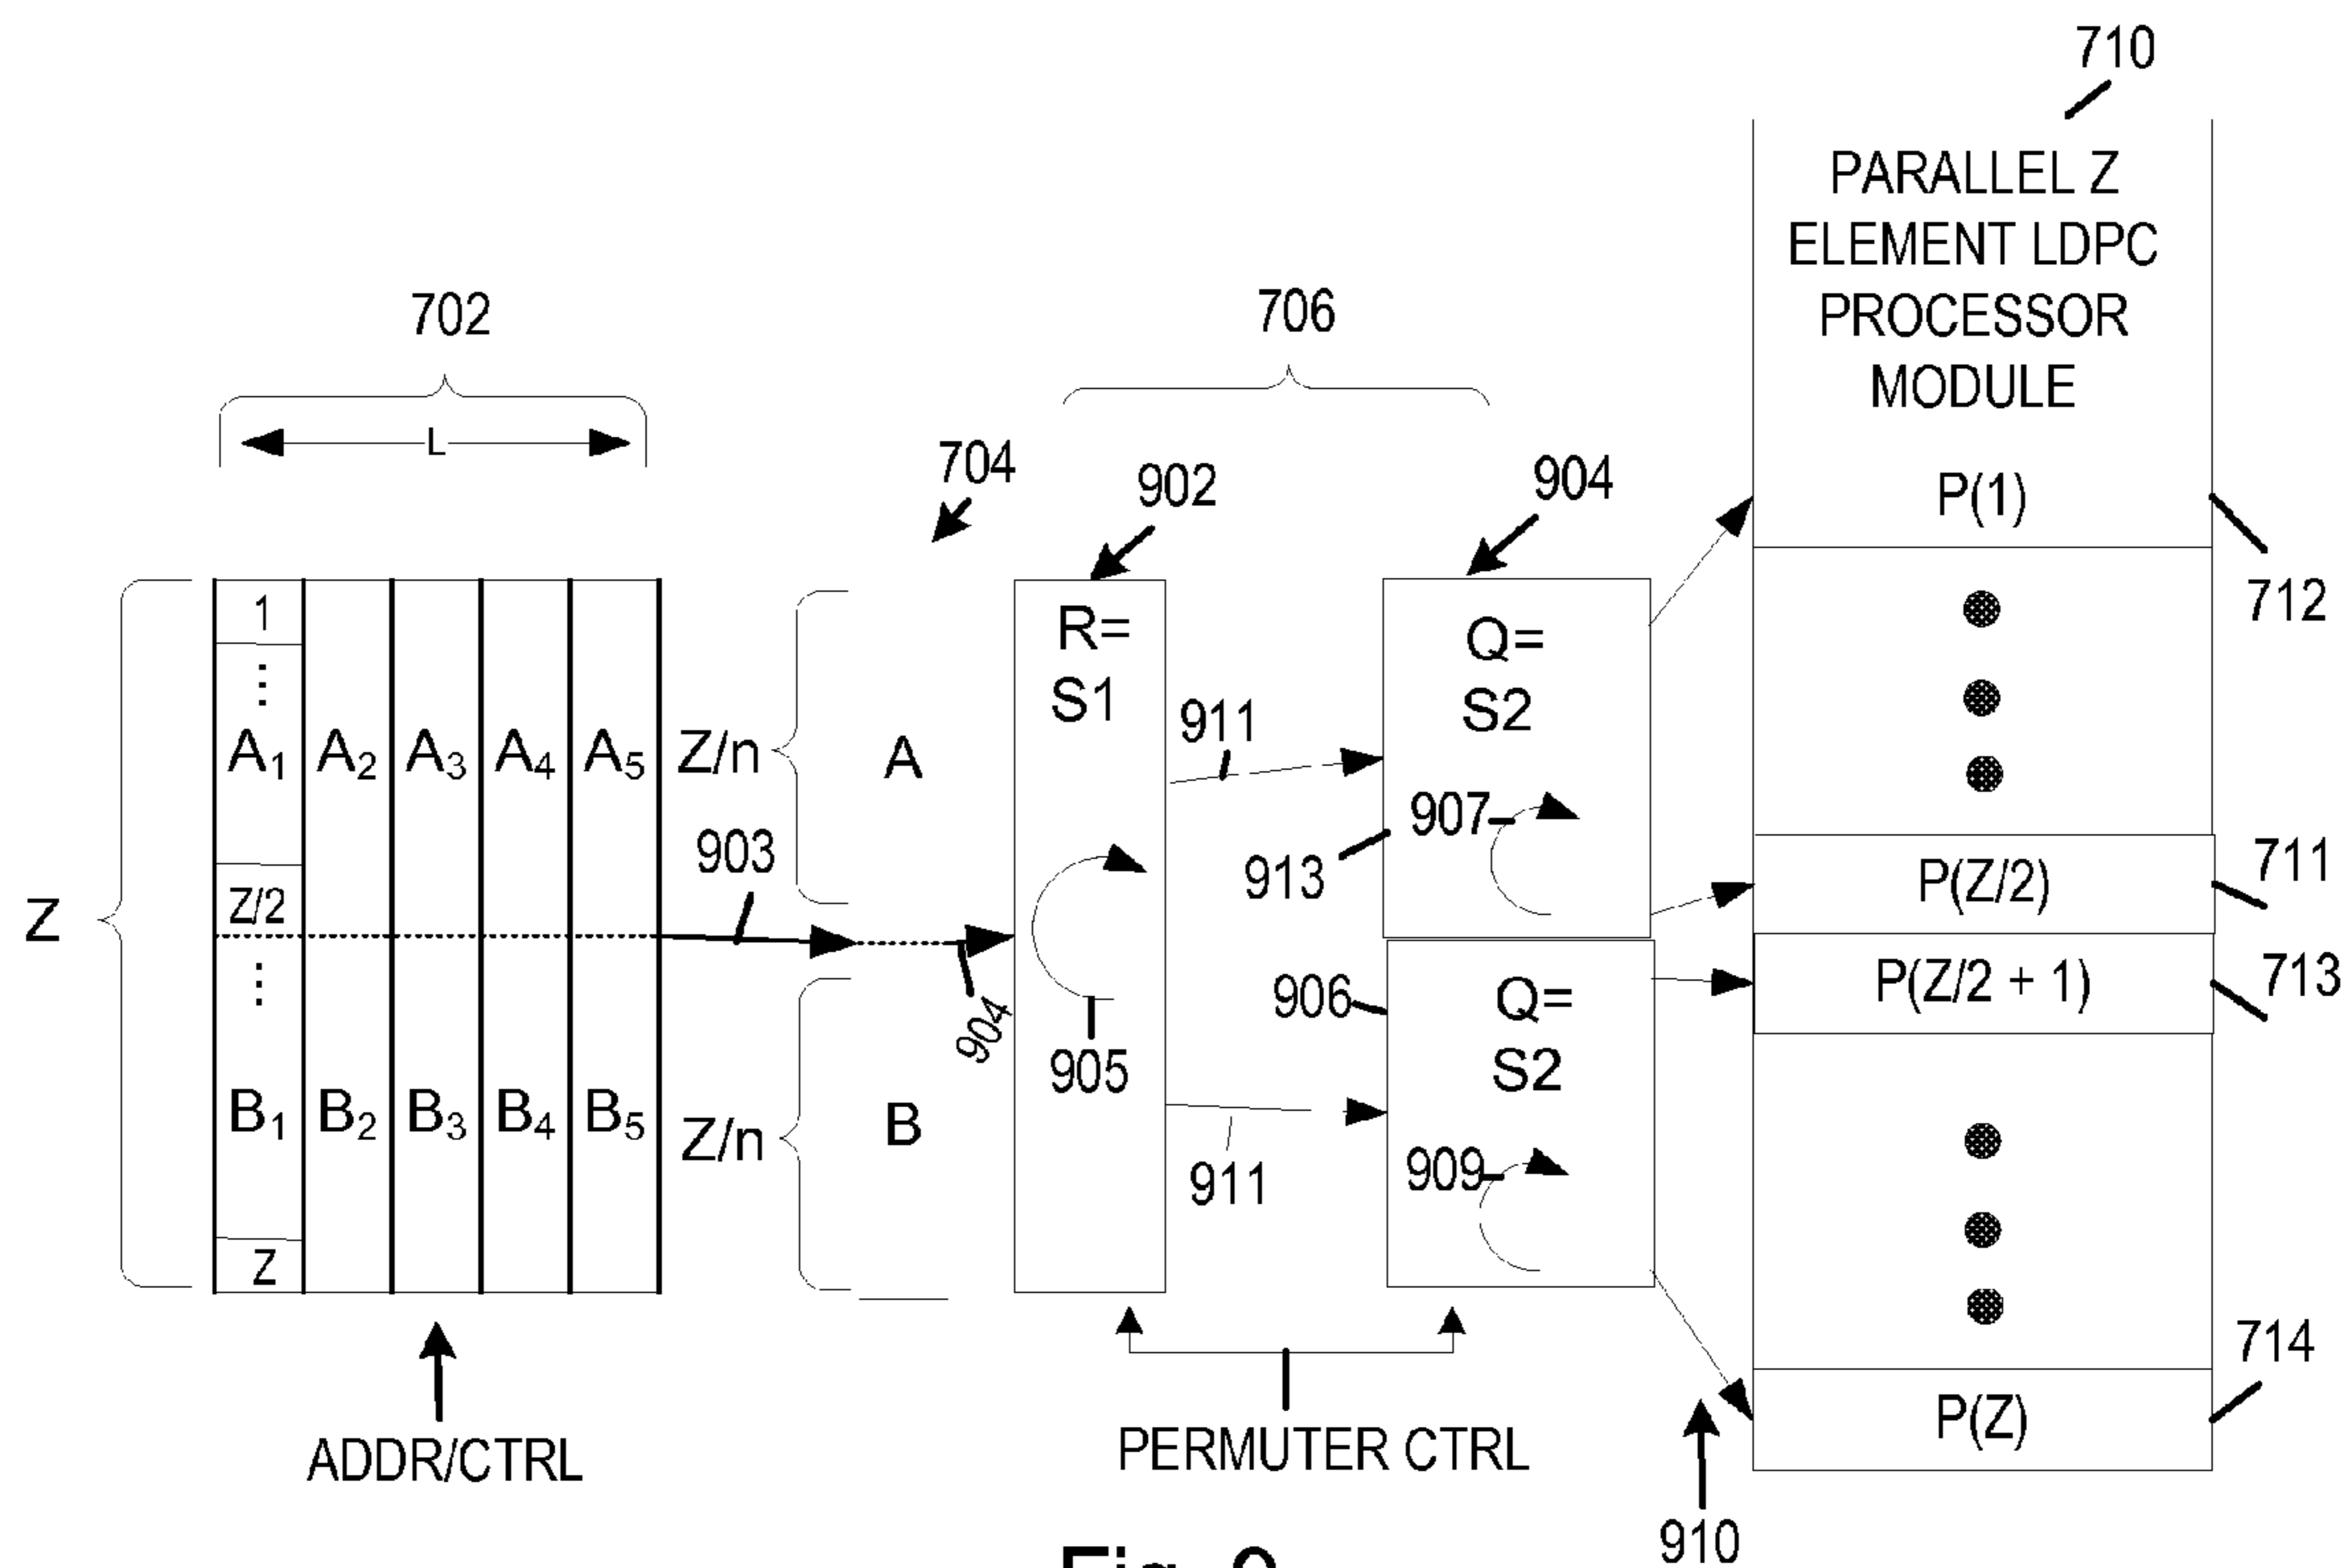 710
PARALLEL Z
ELEMENT LDPC
PROCESSOR
MODULE
702
706
L
704
902
904
P(1)
712
1
⋮
Z/2
⋮
Z
Z
A1 A2 A3 A4 A5
B1 B2 B3 B4 B5
Z/n
A
903
904
Z/n
B
R=
S1
905
911
911
Q=
S2
907
913
906
Q=
S2
909
P(Z/2)
711
P(Z/2 + 1)
713
P(Z)
714
ADDR/CTRL
PERMUTER CTRL
910